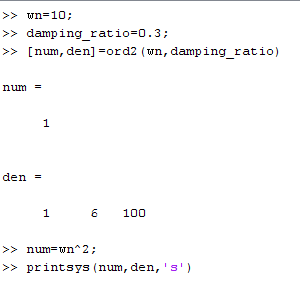 >> wn=10;
>> damping_ratio=0.3;
>> [num,den]=ord2(wn,damping_ratio)
num =
1
den =
1 6 100
>> num=wn^2;
>> printsys(num,den,'s')